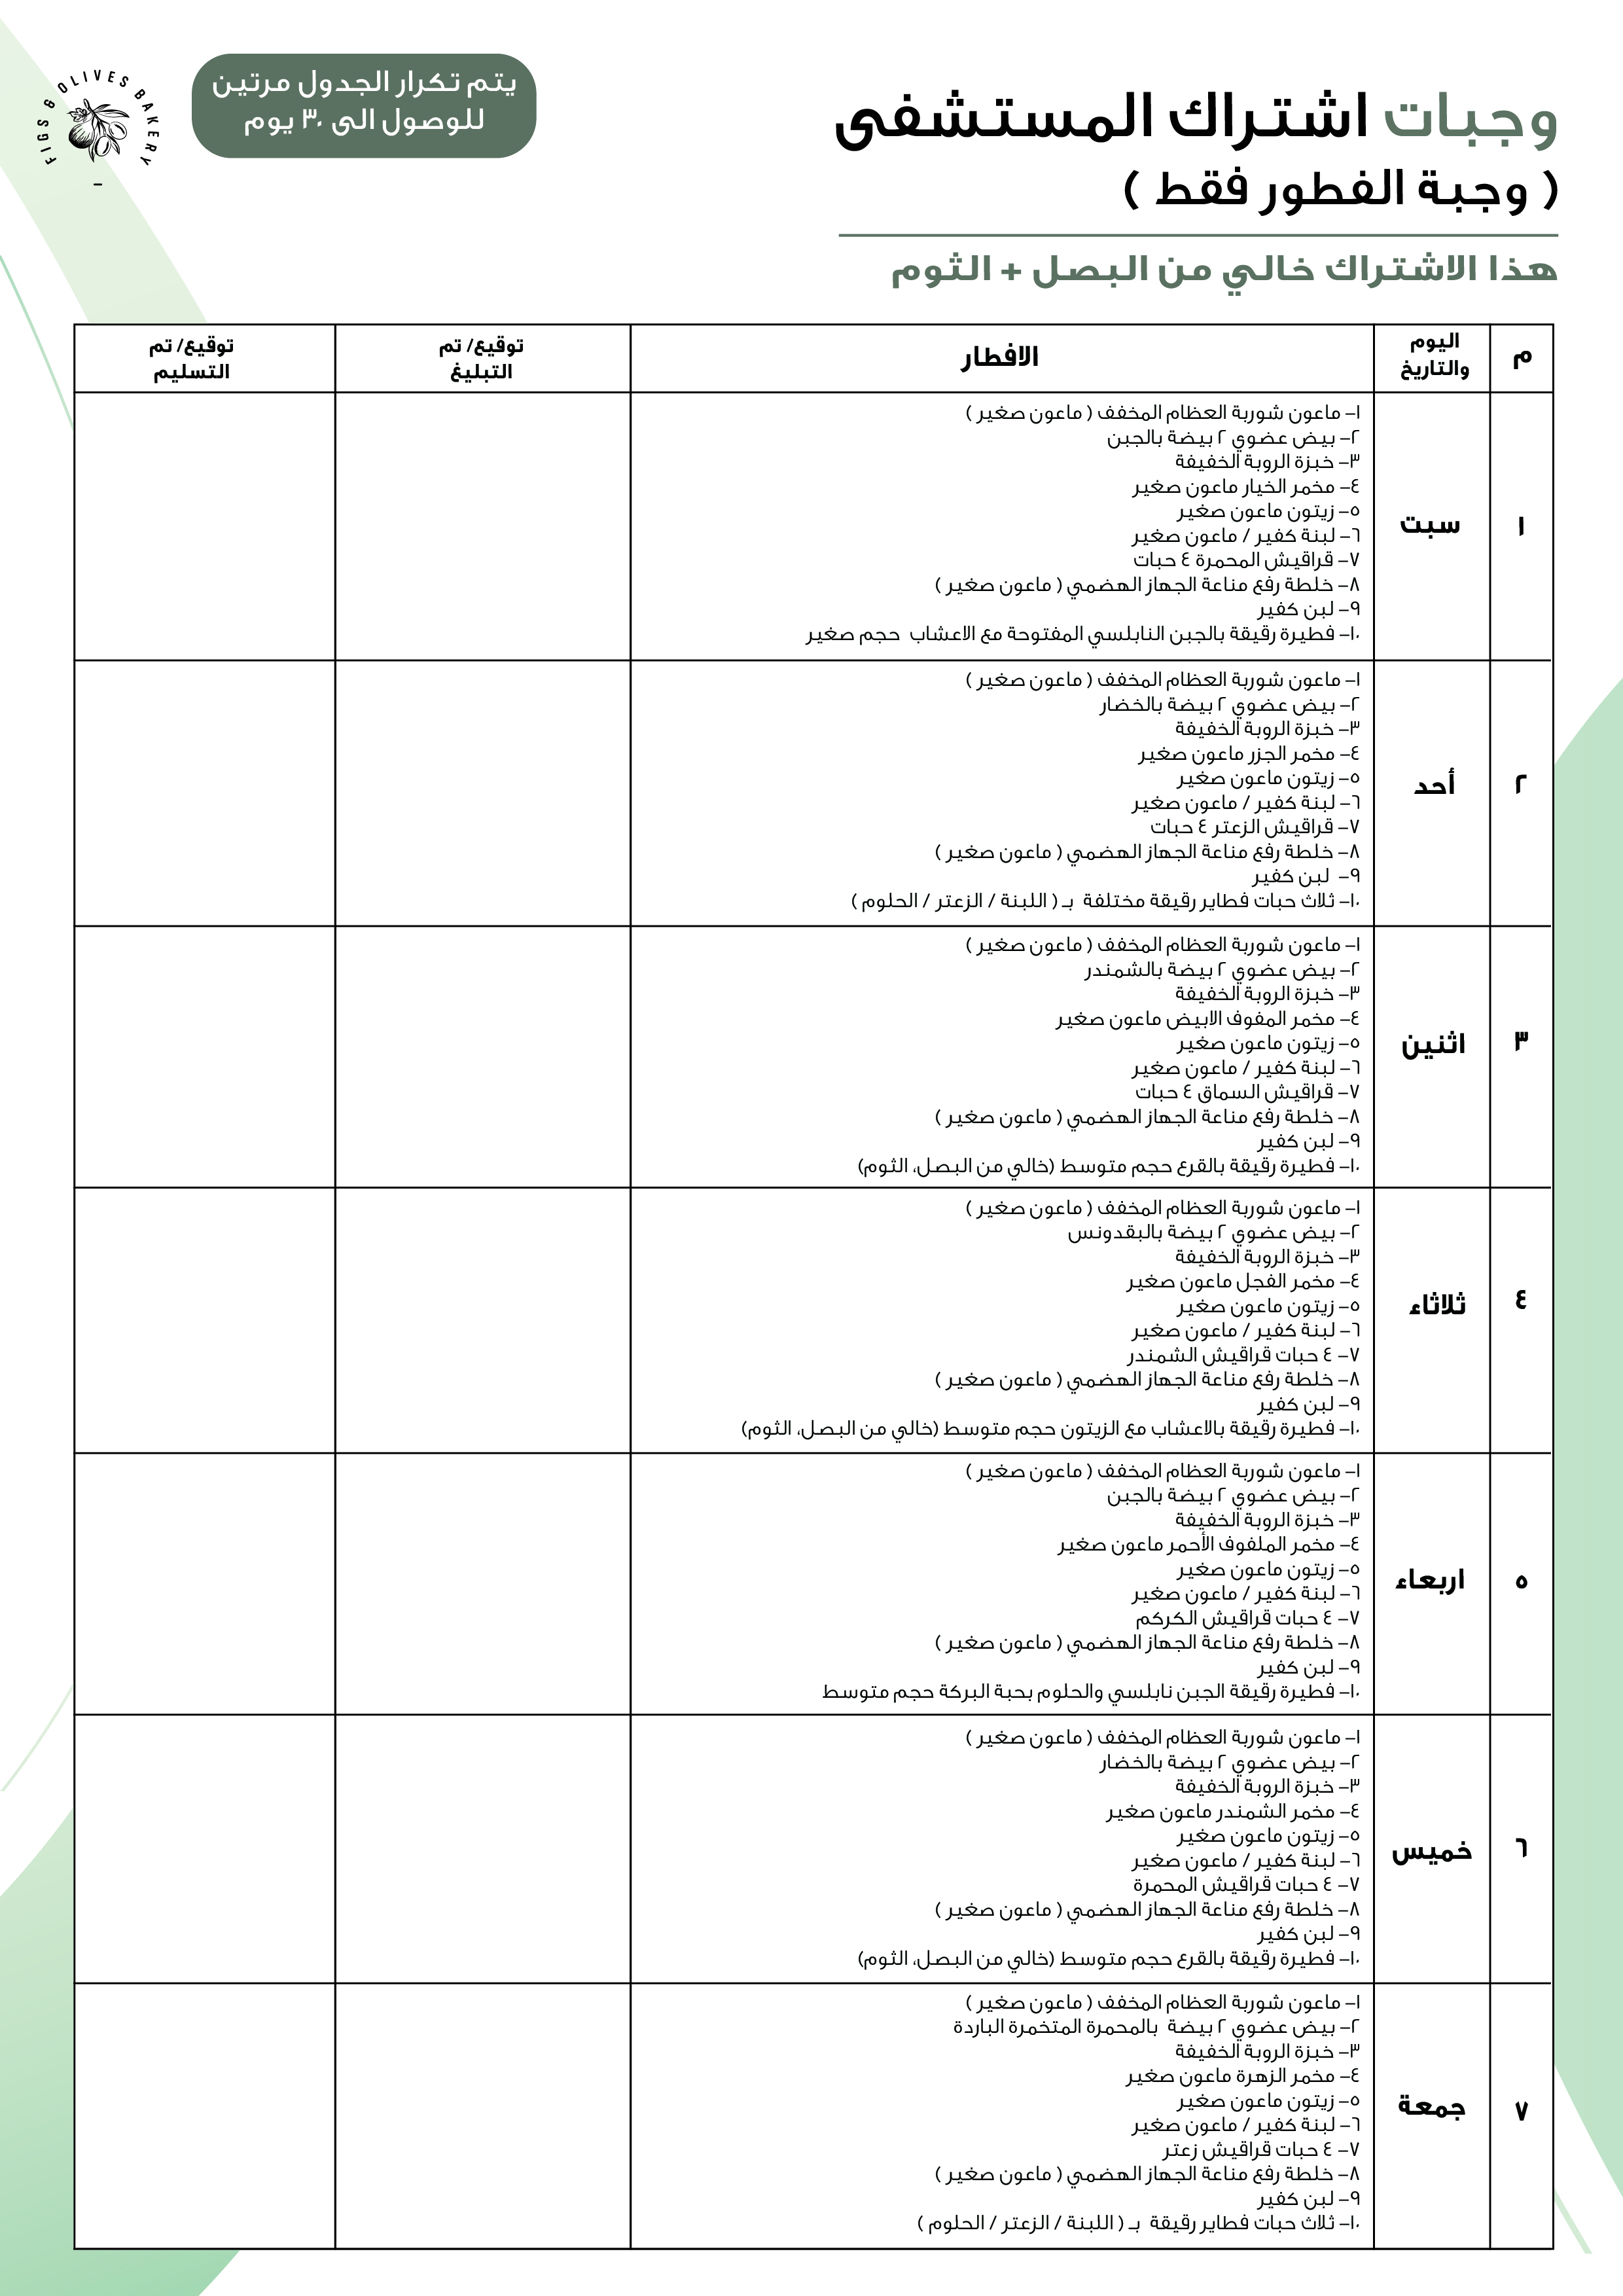 وجبات اشتراك المستشفى
( وجبة الفطور فقط )
هذا الاشتراك خالي من البصل + الثوم
يتم تكرار الجدول مرتين
للوصول الى ٣٠ يوم
FIGS & OLIVES BAKERY
م
اليوم
والتاريخ
الافطار
توقيع/ تم
التبليغ
توقيع/ تم
التسليم
١
سبت
١- ماعون شوربة العظام المخفف ( ماعون صغير )
٢- بيض عضوي ٢ بيضة بالجبن
٣- خبزة الروبة الخفيفة
٤- مخمر الخيار ماعون صغير
٥- زيتون ماعون صغير
٦- لبنة كفير / ماعون صغير
٧- قراقيش المحمرة ٤ حبات
٨- خلطة رفع مناعة الجهاز الهضمي ( ماعون صغير )
٩- لبن كفير
١٠- فطيرة رقيقة بالجبن النابلسي المفتوحة مع الاعشاب حجم صغير
٢
أحد
١- ماعون شوربة العظام المخفف ( ماعون صغير )
٢- بيض عضوي ٢ بيضة بالخضار
٣- خبزة الروبة الخفيفة
٤- مخمر الجزر ماعون صغير
٥- زيتون ماعون صغير
٦- لبنة كفير / ماعون صغير
٧- قراقيش الزعتر ٤ حبات
٨- خلطة رفع مناعة الجهاز الهضمي ( ماعون صغير )
٩- لبن كفير
١٠- ثلاث حبات فطاير رقيقة مختلفة بـ ( اللبنة / الزعتر / الحلوم )
٣
اثنين
١- ماعون شوربة العظام المخفف ( ماعون صغير )
٢- بيض عضوي ٢ بيضة بالشمندر
٣- خبزة الروبة الخفيفة
٤- مخمر المفوف الابيض ماعون صغير
٥- زيتون ماعون صغير
٦- لبنة كفير / ماعون صغير
٧- قراقيش السماق ٤ حبات
٨- خلطة رفع مناعة الجهاز الهضمي ( ماعون صغير )
٩- لبن كفير
١٠- فطيرة رقيقة بالقرع حجم متوسط (خالي من البصل، الثوم)
٤
ثلاثاء
١- ماعون شوربة العظام المخفف ( ماعون صغير )
٢- بيض عضوي ٢ بيضة بالبقدونس
٣- خبزة الروبة الخفيفة
٤- مخمر الفجل ماعون صغير
٥- زيتون ماعون صغير
٦- لبنة كفير / ماعون صغير
٧- ٤ حبات قراقيش الشمندر
٨- خلطة رفع مناعة الجهاز الهضمي ( ماعون صغير )
٩- لبن كفير
١٠- فطيرة رقيقة بالاعشاب مع الزيتون حجم متوسط (خالي من البصل، الثوم)
٥
اربعاء
١- ماعون شوربة العظام المخفف ( ماعون صغير )
٢- بيض عضوي ٢ بيضة بالجبن
٣- خبزة الروبة الخفيفة
٤- مخمر الملفوف الأحمر ماعون صغير
٥- زيتون ماعون صغير
٦- لبنة كفير / ماعون صغير
٧- ٤ حبات قراقيش الكركم
٨- خلطة رفع مناعة الجهاز الهضمي ( ماعون صغير )
٩- لبن كفير
١٠- فطيرة رقيقة الجبن نابلسي والحلوم بحبة البركة حجم متوسط
٦
خميس
١- ماعون شوربة العظام المخفف ( ماعون صغير )
٢- بيض عضوي ٢ بيضة بالخضار
٣- خبزة الروبة الخفيفة
٤- مخمر الشمندر ماعون صغير
٥- زيتون ماعون صغير
٦- لبنة كفير / ماعون صغير
٧- ٤ حبات قراقيش المحمرة
٨- خلطة رفع مناعة الجهاز الهضمي ( ماعون صغير )
٩- لبن كفير
١٠- فطيرة رقيقة بالقرع حجم متوسط (خالي من البصل، الثوم)
٧
جمعة
١- ماعون شوربة العظام المخفف ( ماعون صغير )
٢- بيض عضوي ٢ بيضة بالمحمرة المتخمرة الباردة
٣- خبزة الروبة الخفيفة
٤- مخمر الزهرة ماعون صغير
٥- زيتون ماعون صغير
٦- لبنة كفير / ماعون صغير
٧- ٤ حبات قراقيش زعتر
٨- خلطة رفع مناعة الجهاز الهضمي ( ماعون صغير )
٩- لبن كفير
١٠- ثلاث حبات فطاير رقيقة بـ ( اللبنة / الزعتر / الحلوم )